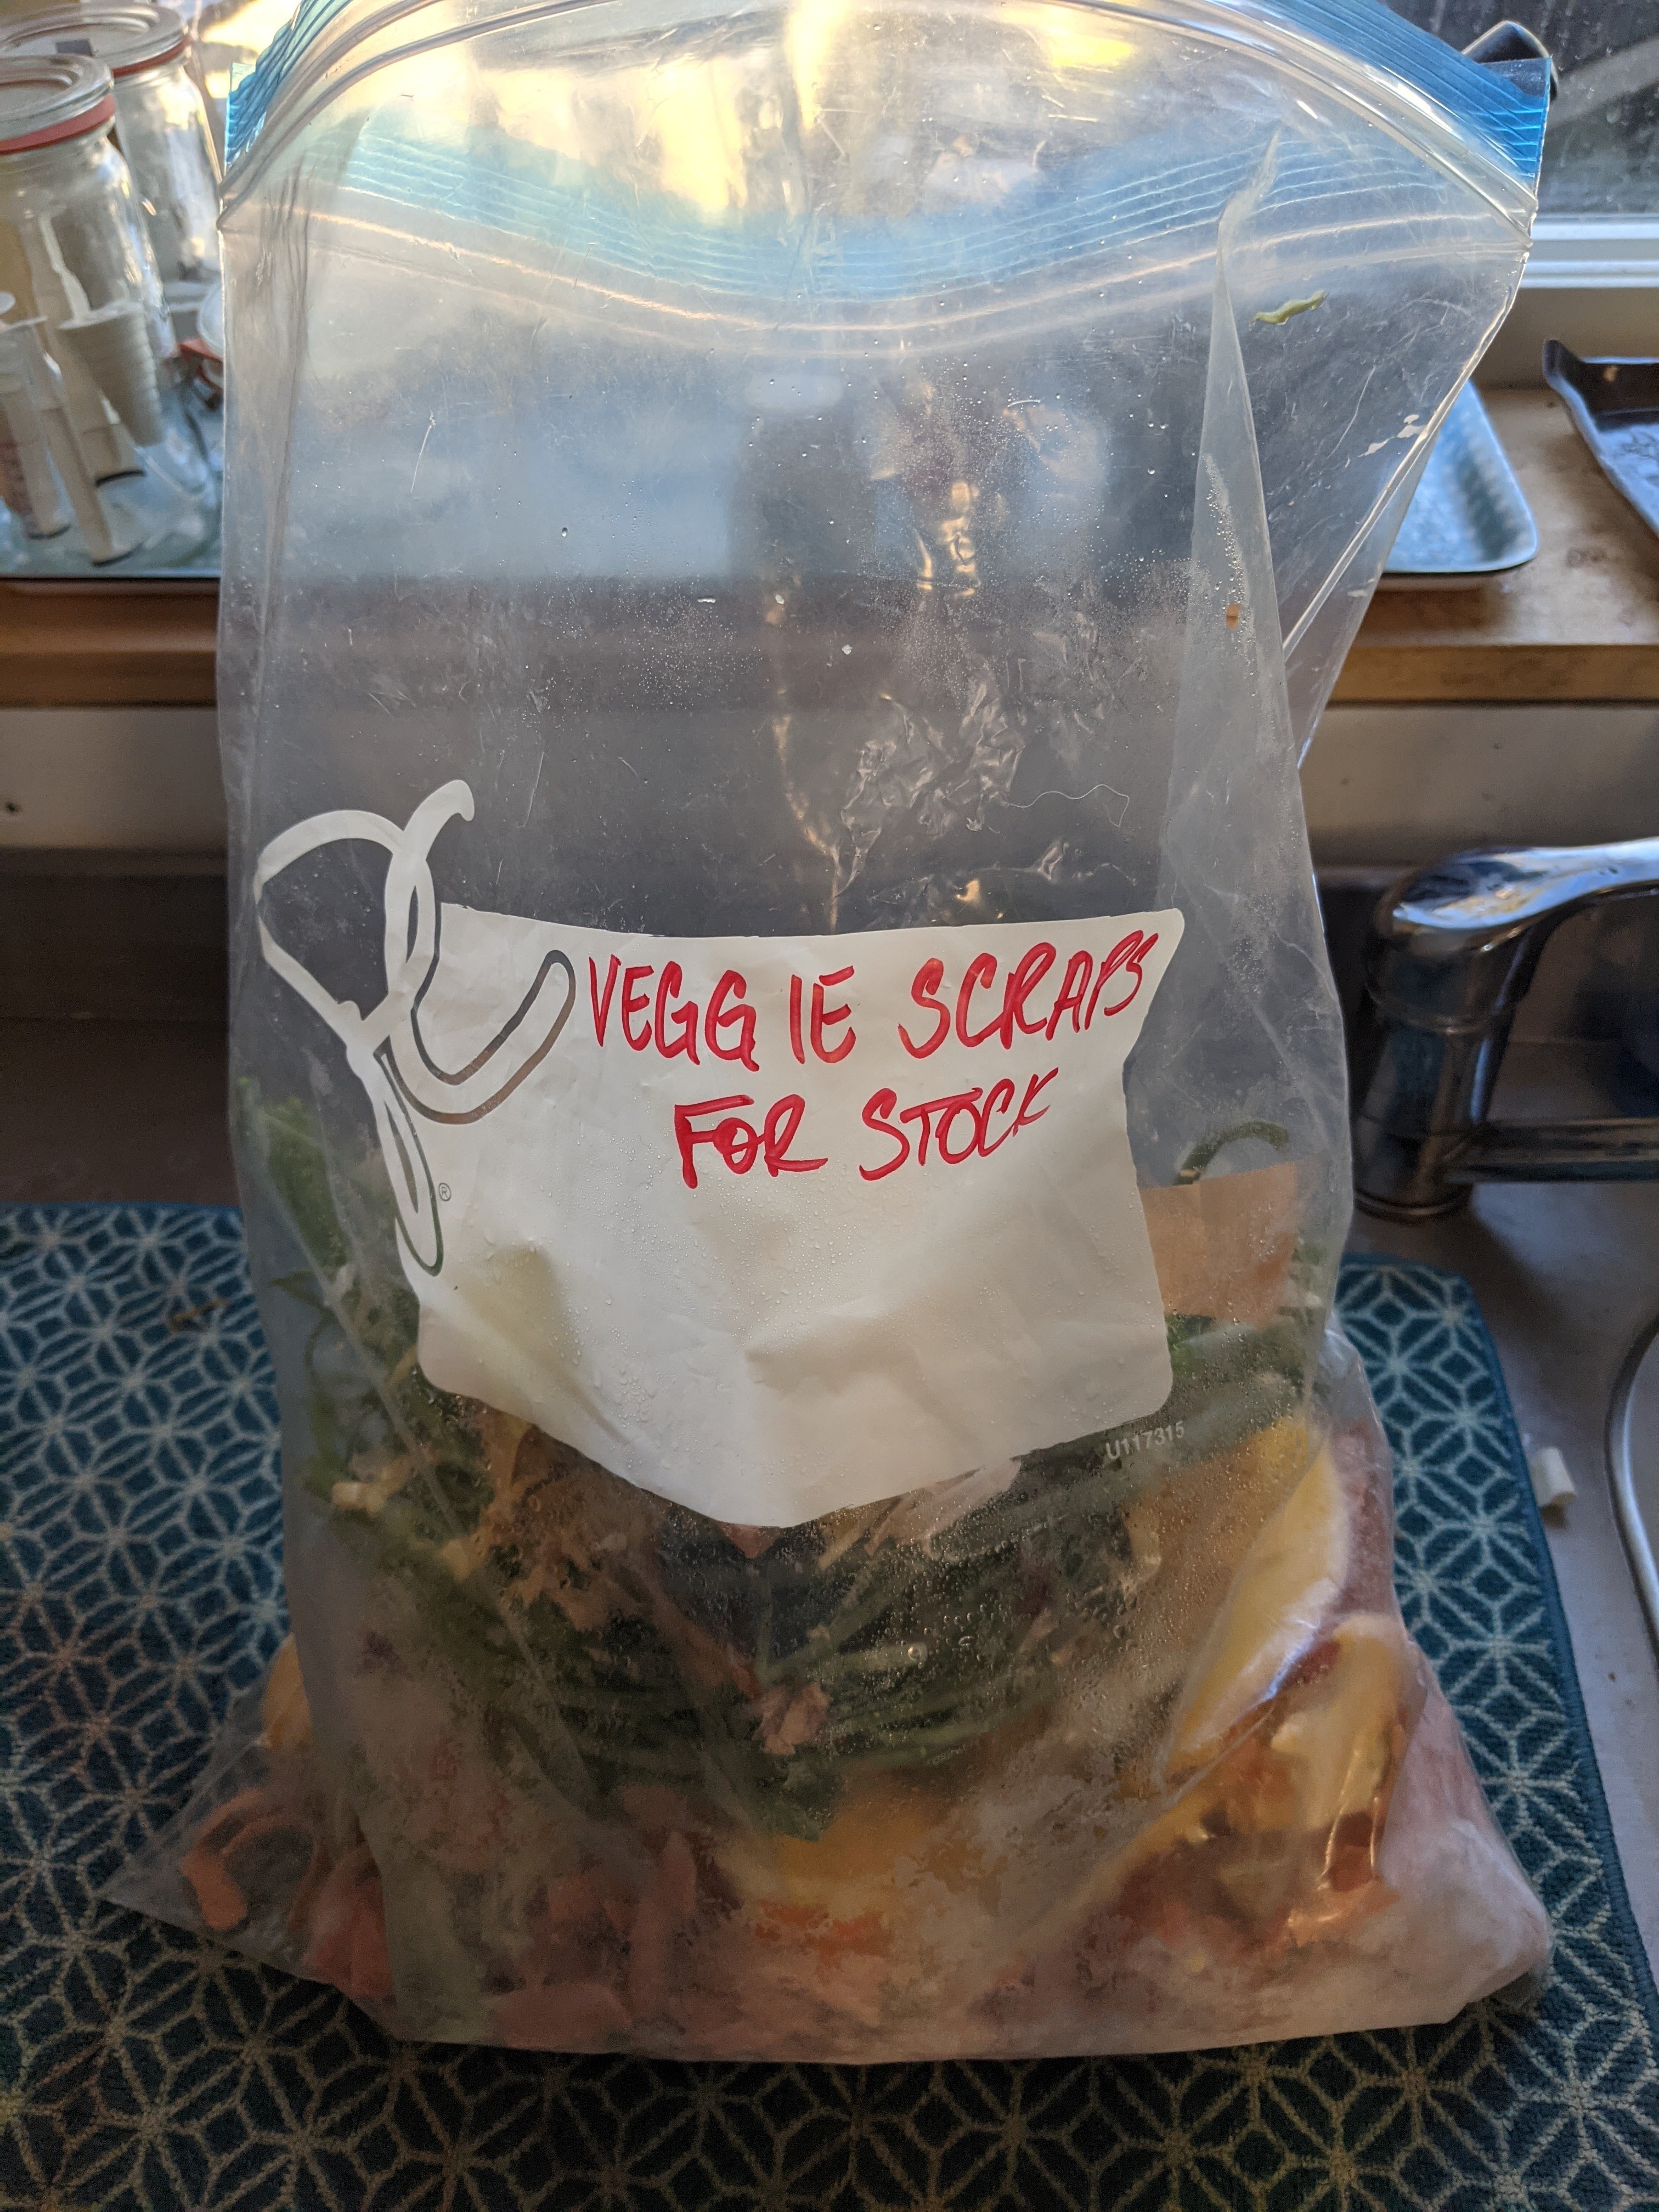 VEGGIE SCRAPS
FOR STOCK
®
U117315